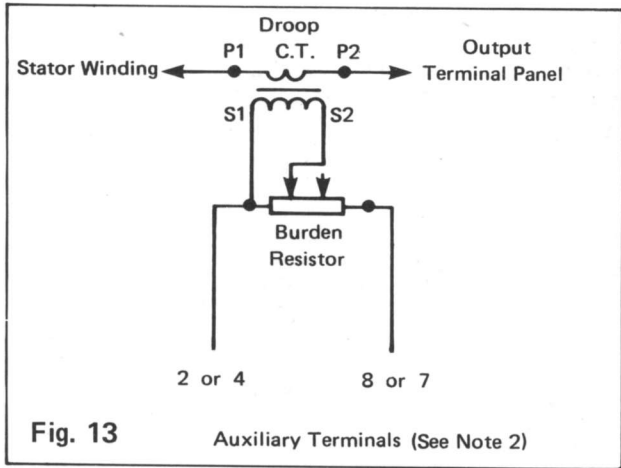 Droop
P1 C.T. P2
Output
Stator Winding
Terminal Panel
S1 S2
Burden
Resistor
2 or 4 8 or 7
Fig. 13 Auxiliary Terminals (See Note 2)